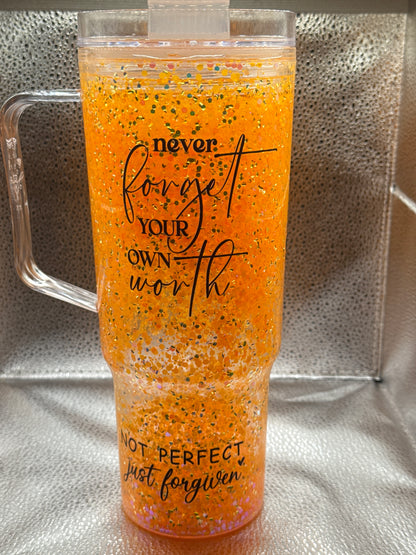 never
forget
YOUR
OWN
worth
NOT PERFECT
Just forgiven